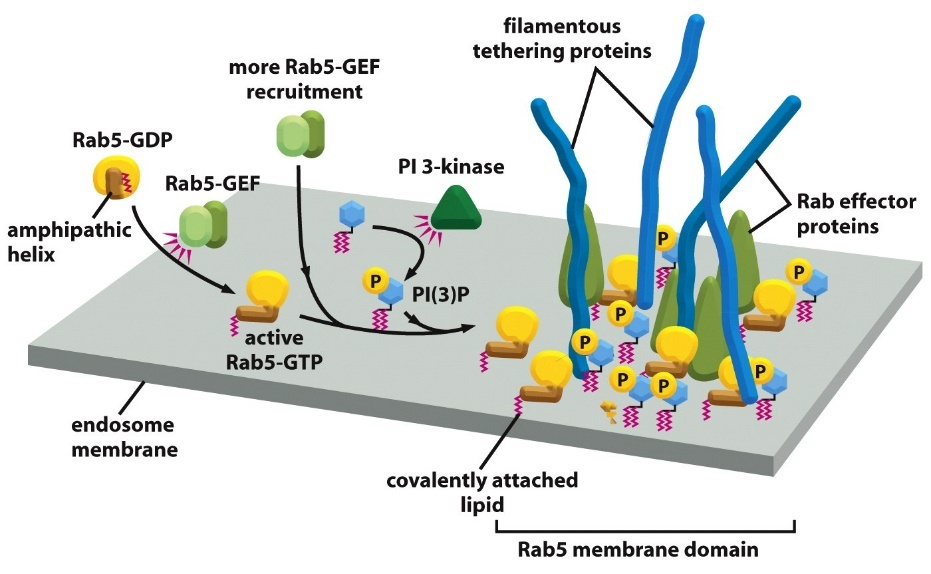 filamentous
tethering proteins
more Rab5-GEF
recruitment
Rab5-GDP
PI 3-kinase
Rab5-GEF
Rab effector
proteins
amphipathic
helix
P
P
PI(3)P
P
P
active
Rab5-GTP
P
P
P
P
endosome
membrane
covalently attached
lipid
Rab5 membrane domain